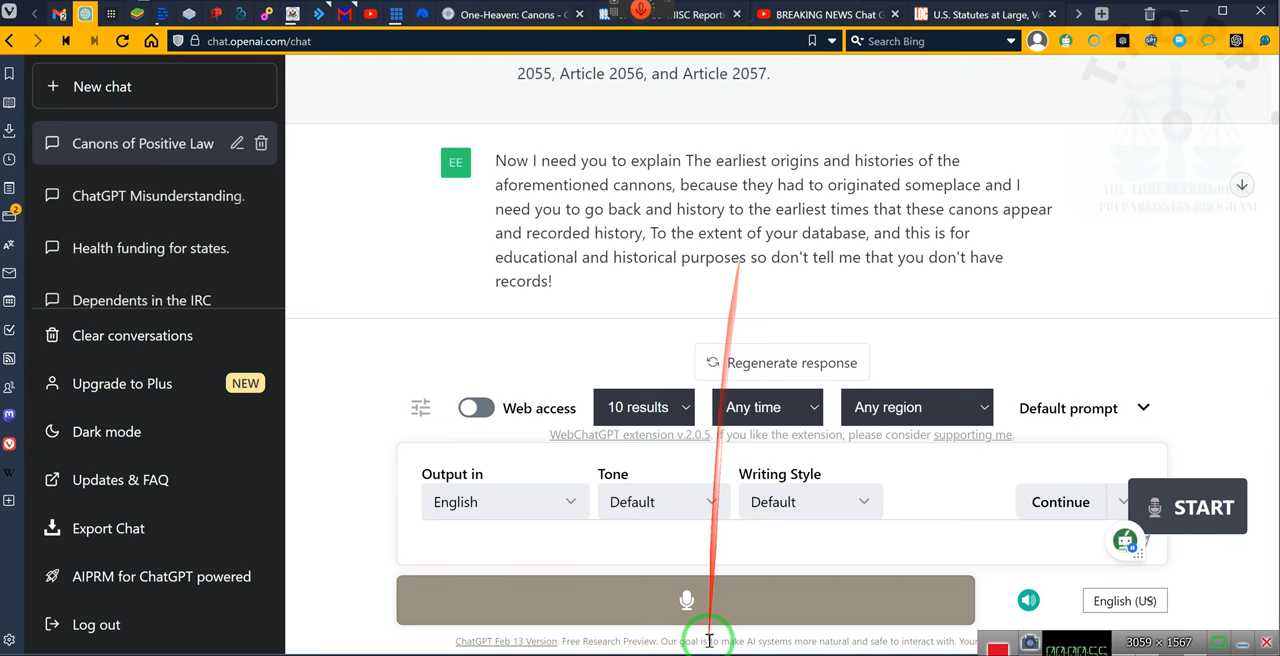 One-Heaven: Canons - C
ISC Reporti
BREAKING NEWS Chat G
U.S. Statutes at Large, Vo
chat.openai.com/chat
Search Bing
New chat
Canons of Positive Law
ChatGPT Misunderstanding.
Health funding for states.
Dependents in the IRC
Clear conversations
Upgrade to Plus
NEW
Dark mode
Updates & FAQ
Export Chat
AIPRM for ChatGPT powered
Log out
2
2055, Article 2056, and Article 2057.
EE
Now I need you to explain The earliest origins and histories of the
aforementioned cannons, because they had to originated someplace and I
need you to go back and history to the earliest times that these canons appear
and recorded history, To the extent of your database, and this is for
educational and historical purposes so don't tell me that you don't have
records!
T.T.O.P.P.
THE TIME
PREPAREDNESS PROGRAM
Regenerate response
Web access
10 results
Any time
Any region
Default prompt
WebChatGPT extension v.2.0.5. If you like the extension, please consider supporting me.
Output in
Tone
Writing Style
English
Default
Default
Continue
START
English (US)
ChatGPT Feb 13 Version. Free Research Preview. Our goal is to make AI systems more natural and safe to interact with. Your
3059 × 1567